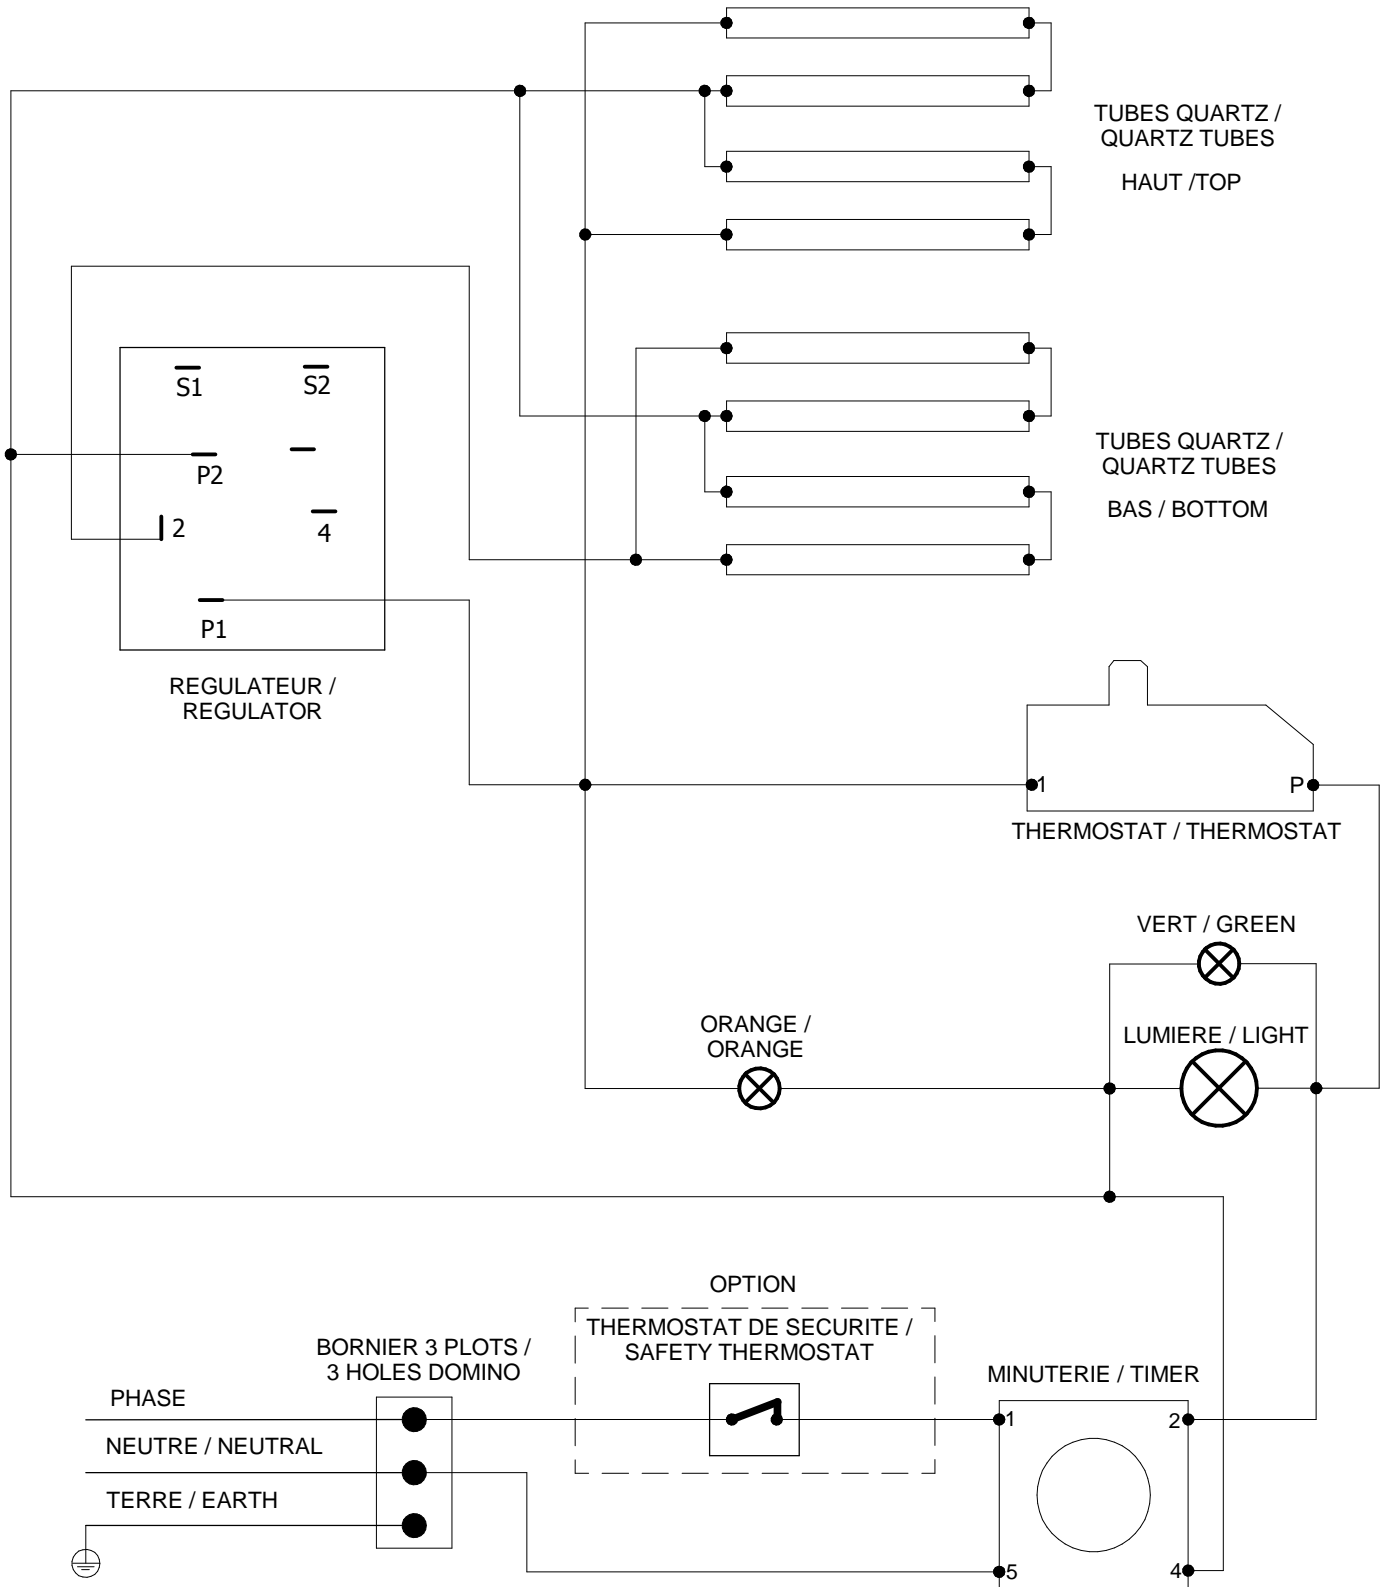 TUBES QUARTZ /
QUARTZ TUBES
HAUT /TOP
S1
S2
P2
2
4
P1
REGULATEUR /
REGULATOR
TUBES QUARTZ /
QUARTZ TUBES
BAS / BOTTOM
1
P
THERMOSTAT / THERMOSTAT
VERT / GREEN
ORANGE /
ORANGE
LUMIERE / LIGHT
OPTION
THERMOSTAT DE SECURITE /
SAFETY THERMOSTAT
BORNIER 3 PLOTS /
3 HOLES DOMINO
MINUTERIE / TIMER
PHASE
NEUTRE / NEUTRAL
TERRE / EARTH
1
2
5
4